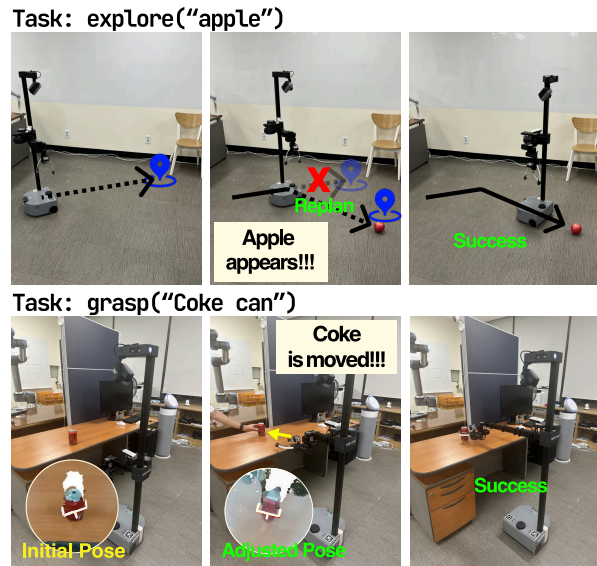 Task: explore(“apple”)
X
Replan
Apple
appears!!!
Success
Task: grasp(“Coke can”)
Coke
is moved!!!
Success
Initial Pose
Adjusted Pose